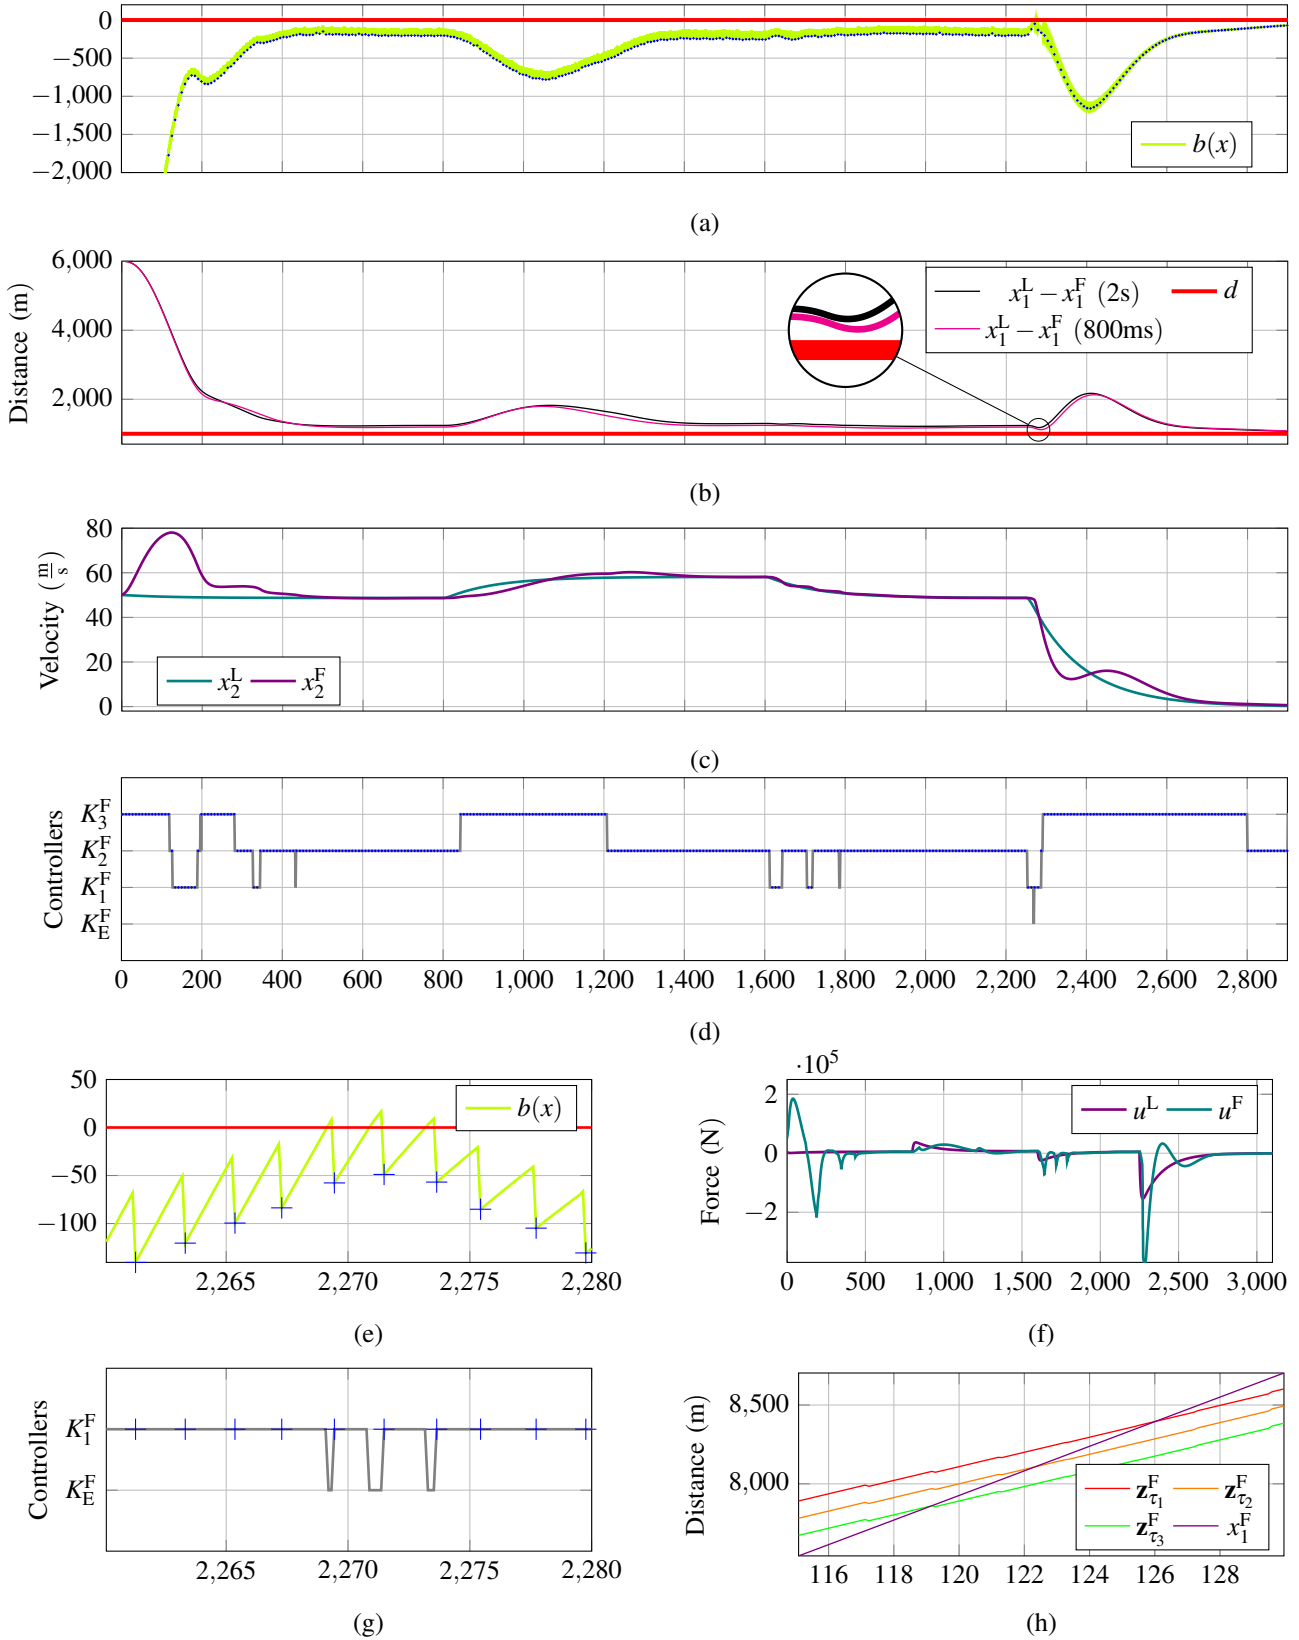 0
−500
−1,000
−1,500
−2,000
b(x)
(a)
6,000
4,000
2,000
Distance (m)
x₁ᴸ − x₁ꟳ (2s) d
x₁ᴸ − x₁ꟳ (800ms)
(b)
80
60
40
20
0
Velocity (m/s)
x₂ᴸ x₂ꟳ
(c)
Controllers
K₃ꟳ
K₂ꟳ
K₁ꟳ
K_Eꟳ
0 200 400 600 800 1,000 1,200 1,400 1,600 1,800 2,000 2,200 2,400 2,600 2,800
(d)
50
0
−50
−100
b(x)
2,265 2,270 2,275 2,280
(e)
·10⁵
2
0
−2
Force (N)
uᴸ uꟳ
0 500 1,000 1,500 2,000 2,500 3,000
(f)
Controllers
K₁ꟳ
K_Eꟳ
2,265 2,270 2,275 2,280
(g)
8,500
8,000
Distance (m)
z_τ₁ꟳ z_τ₂ꟳ
z_τ₃ꟳ x₁ꟳ
116 118 120 122 124 126 128
(h)